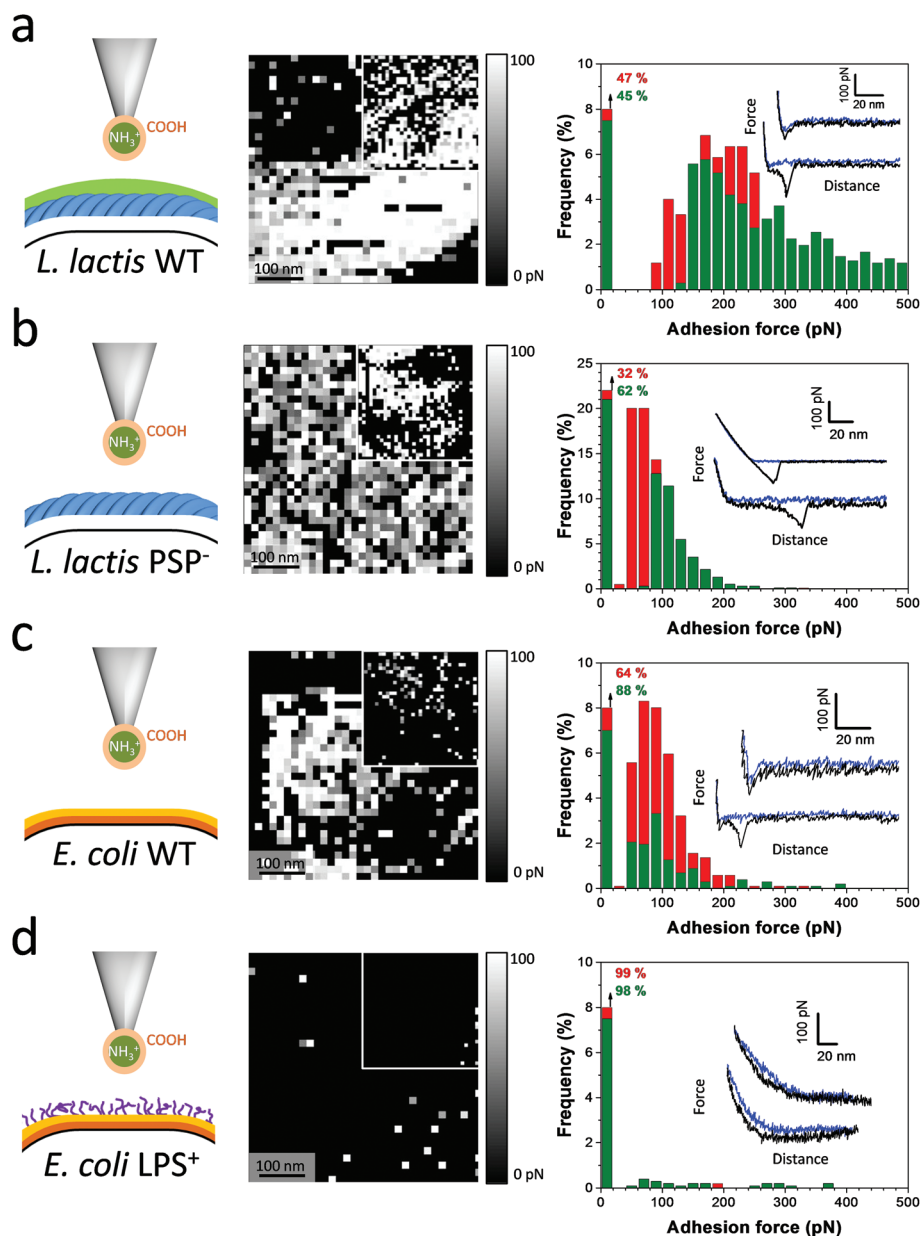 a
NH₃⁺
COOH
L. lactis WT
100 nm
100
0 pN
47 %
45 %
100 pN
20 nm
Force
Distance
Frequency (%)
10
8
6
4
2
0
0 100 200 300 400 500
Adhesion force (pN)
b
NH₃⁺
COOH
L. lactis PSP⁻
100 nm
100
0 pN
32 %
62 %
100 pN
20 nm
Force
Distance
Frequency (%)
25
20
15
10
5
0
0 100 200 300 400 500
Adhesion force (pN)
c
NH₃⁺
COOH
E. coli WT
100 nm
100
0 pN
64 %
88 %
100 pN
20 nm
Force
Distance
Frequency (%)
10
8
6
4
2
0
0 100 200 300 400 500
Adhesion force (pN)
d
NH₃⁺
COOH
E. coli LPS⁺
100 nm
100
0 pN
99 %
98 %
100 pN
20 nm
Force
Distance
Frequency (%)
10
8
6
4
2
0
0 100 200 300 400 500
Adhesion force (pN)